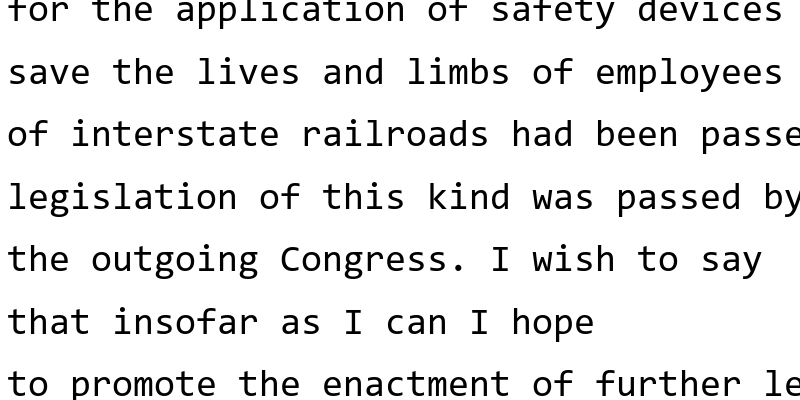 for the application of safety devices
save the lives and limbs of employees
of interstate railroads had been
legislation of this kind was passed by
the outgoing Congress. I wish to say
that insofar as I can I hope
to promote the enactment of further